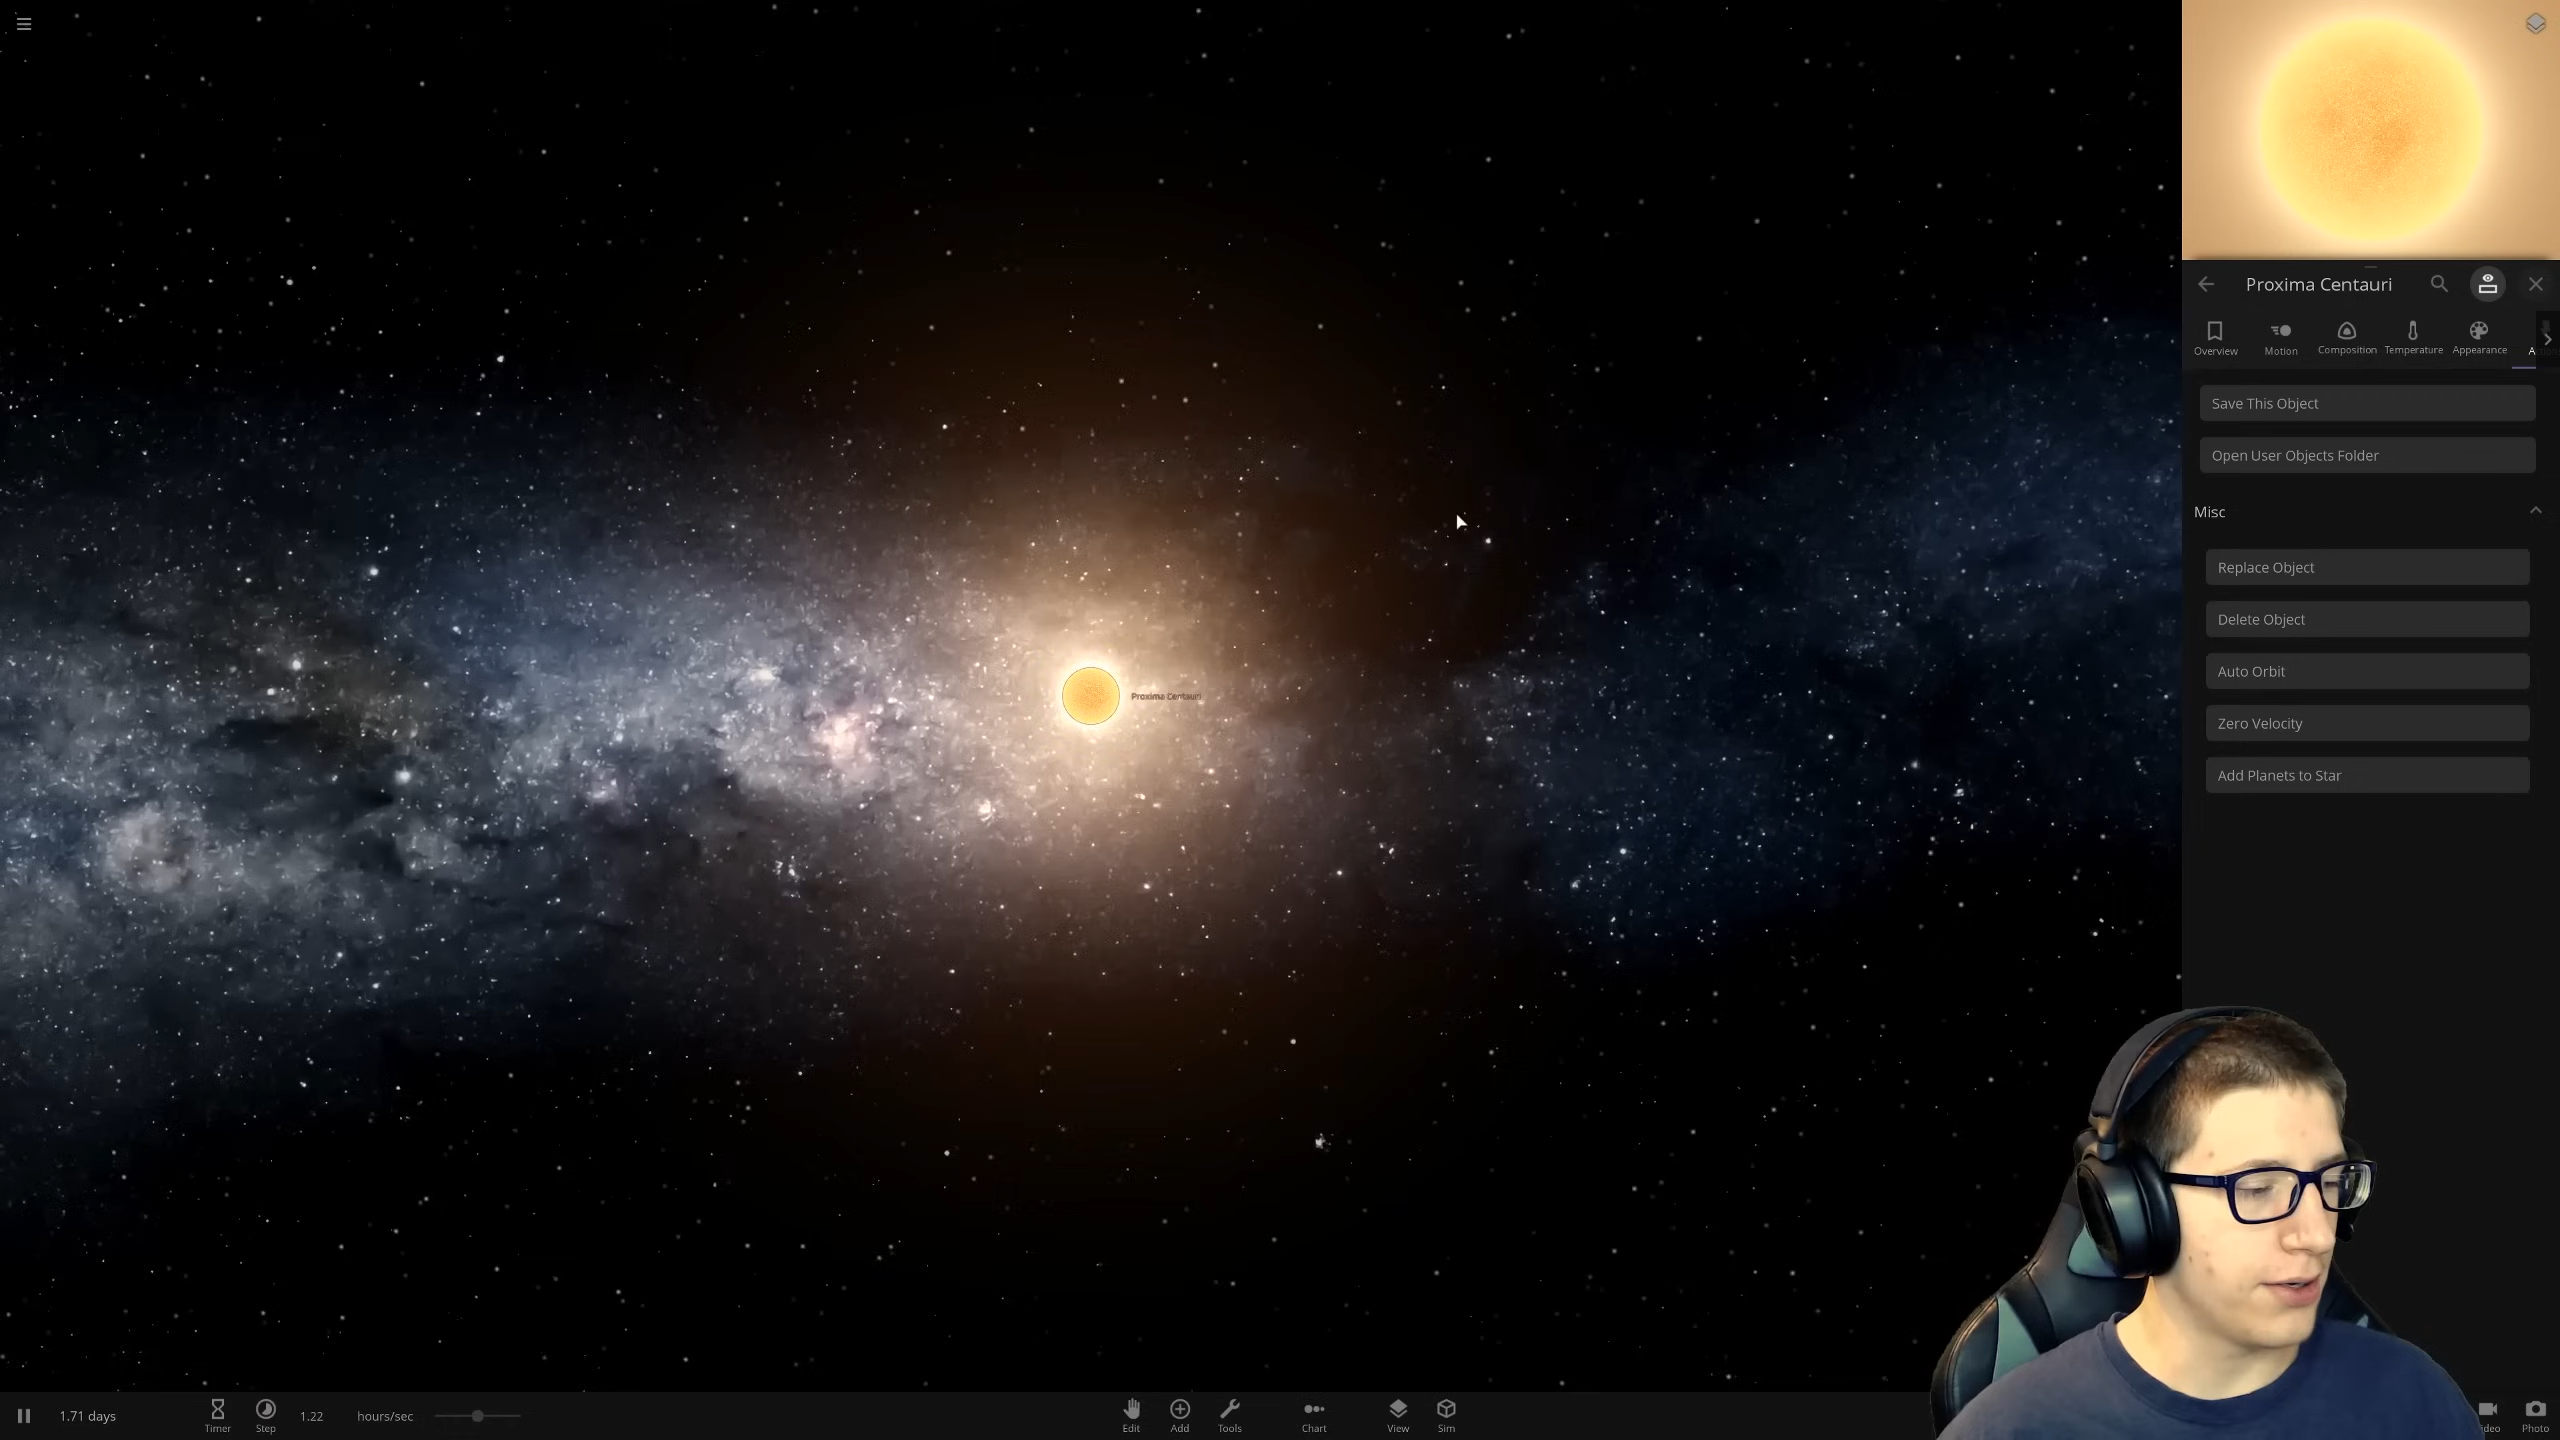 Proxima Centauri
Overview
Motion
Composition
Temperature
Appearance
Save This Object
Open User Objects Folder
Misc
Replace Object
Delete Object
Auto Orbit
Zero Velocity
Add Planets to Star
Proxima Centauri
1.71 days
Timer
Step
1.22
hours/sec
Edit
Add
Tools
Chart
View
Sim
Photo